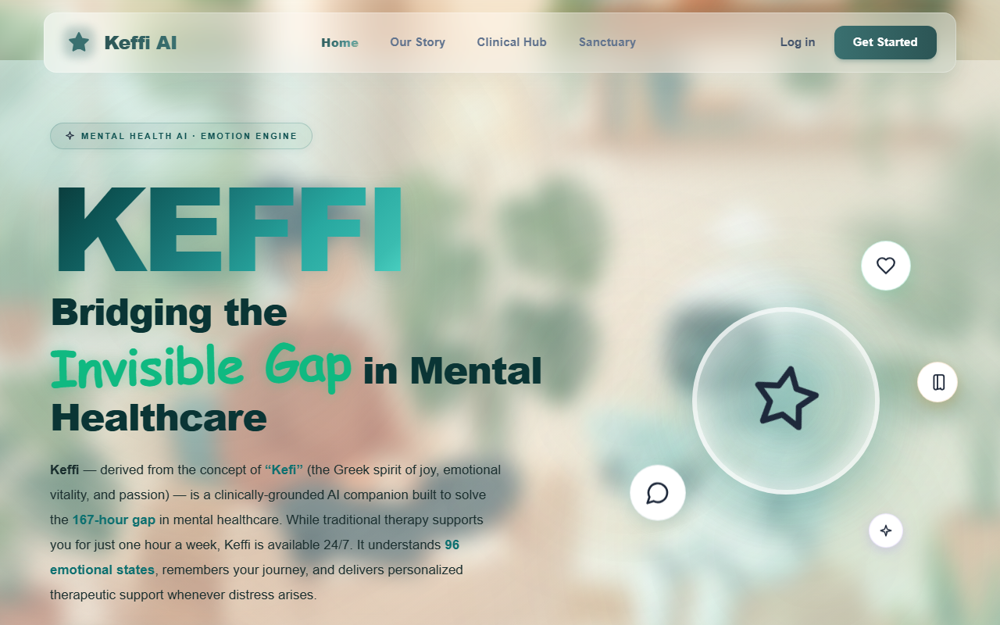 Keffi AI
Home
Our Story
Clinical Hub
Sanctuary
Log in
Get Started
MENTAL HEALTH AI · EMOTION ENGINE
KEFFI
Bridging the
Invisible Gap in Mental
Healthcare
Keffi — derived from the concept of “Kefi” (the Greek spirit of joy, emotional
vitality, and passion) — is a clinically-grounded AI companion built to solve
the 167-hour gap in mental healthcare. While traditional therapy supports
you for just one hour a week, Keffi is available 24/7. It understands 96
emotional states, remembers your journey, and delivers personalized
therapeutic support whenever distress arises.